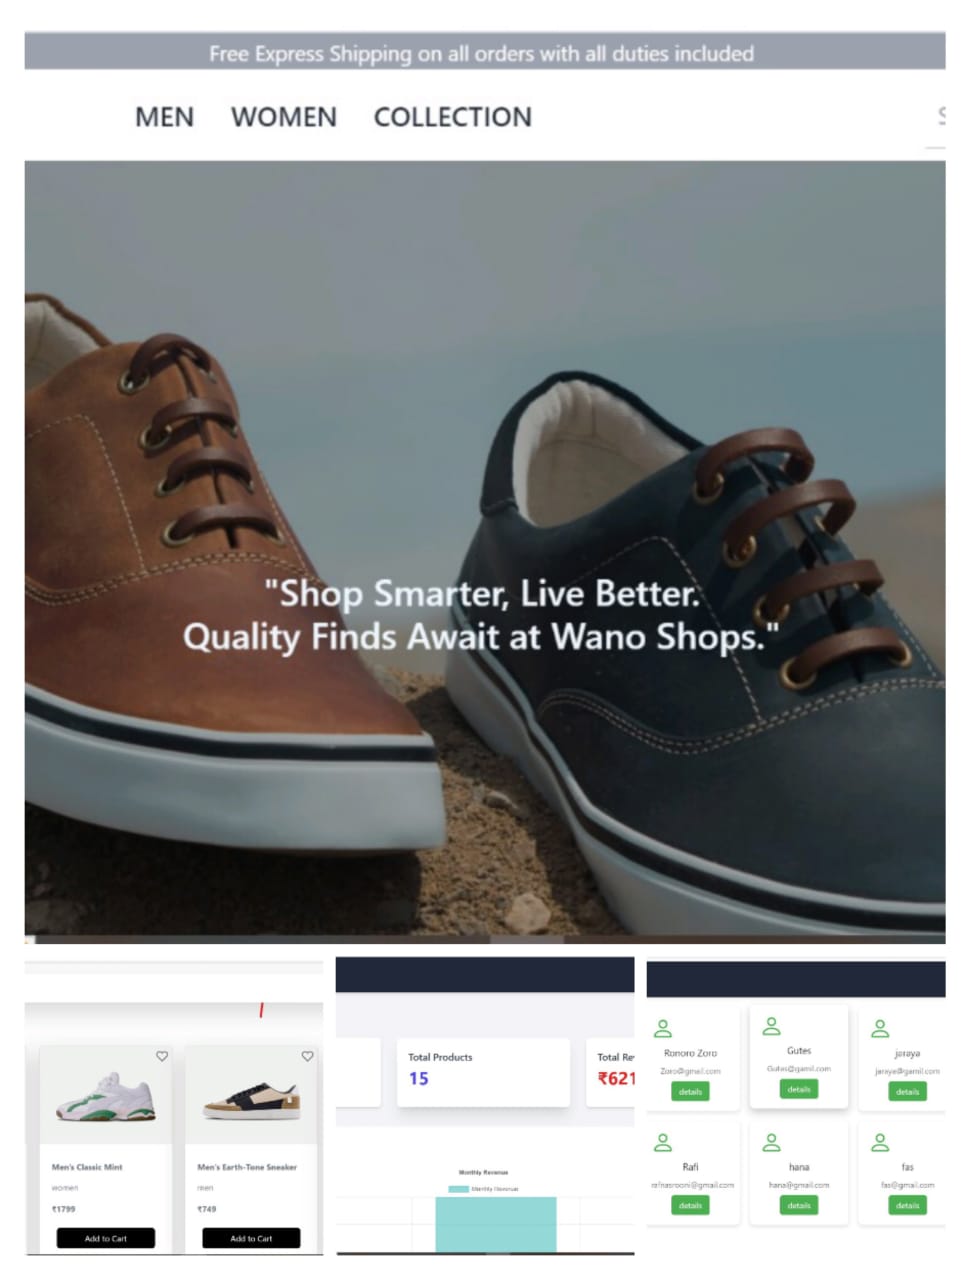 Free Express Shipping on all orders with all duties included
MEN WOMEN COLLECTION
"Shop Smarter, Live Better.
Quality Finds Await at Wano Shops."
Men's Classic Mint
women
₹1799
Add to Cart
Men's Earth-Tone Sneaker
men
₹749
Add to Cart
Total Products
15
Total Re
₹621
Monthly Revenue
Monthly Revenue
Ronoro Zoro
Zoro@gmail.com
details
Gutes
Gutes@gamil.com
details
jaraya
jaraye@gamil.com
details
Rafi
rafnasrooni@gmail.com
details
hana
hana@gmail.com
details
fas
fas@gmail.com
details